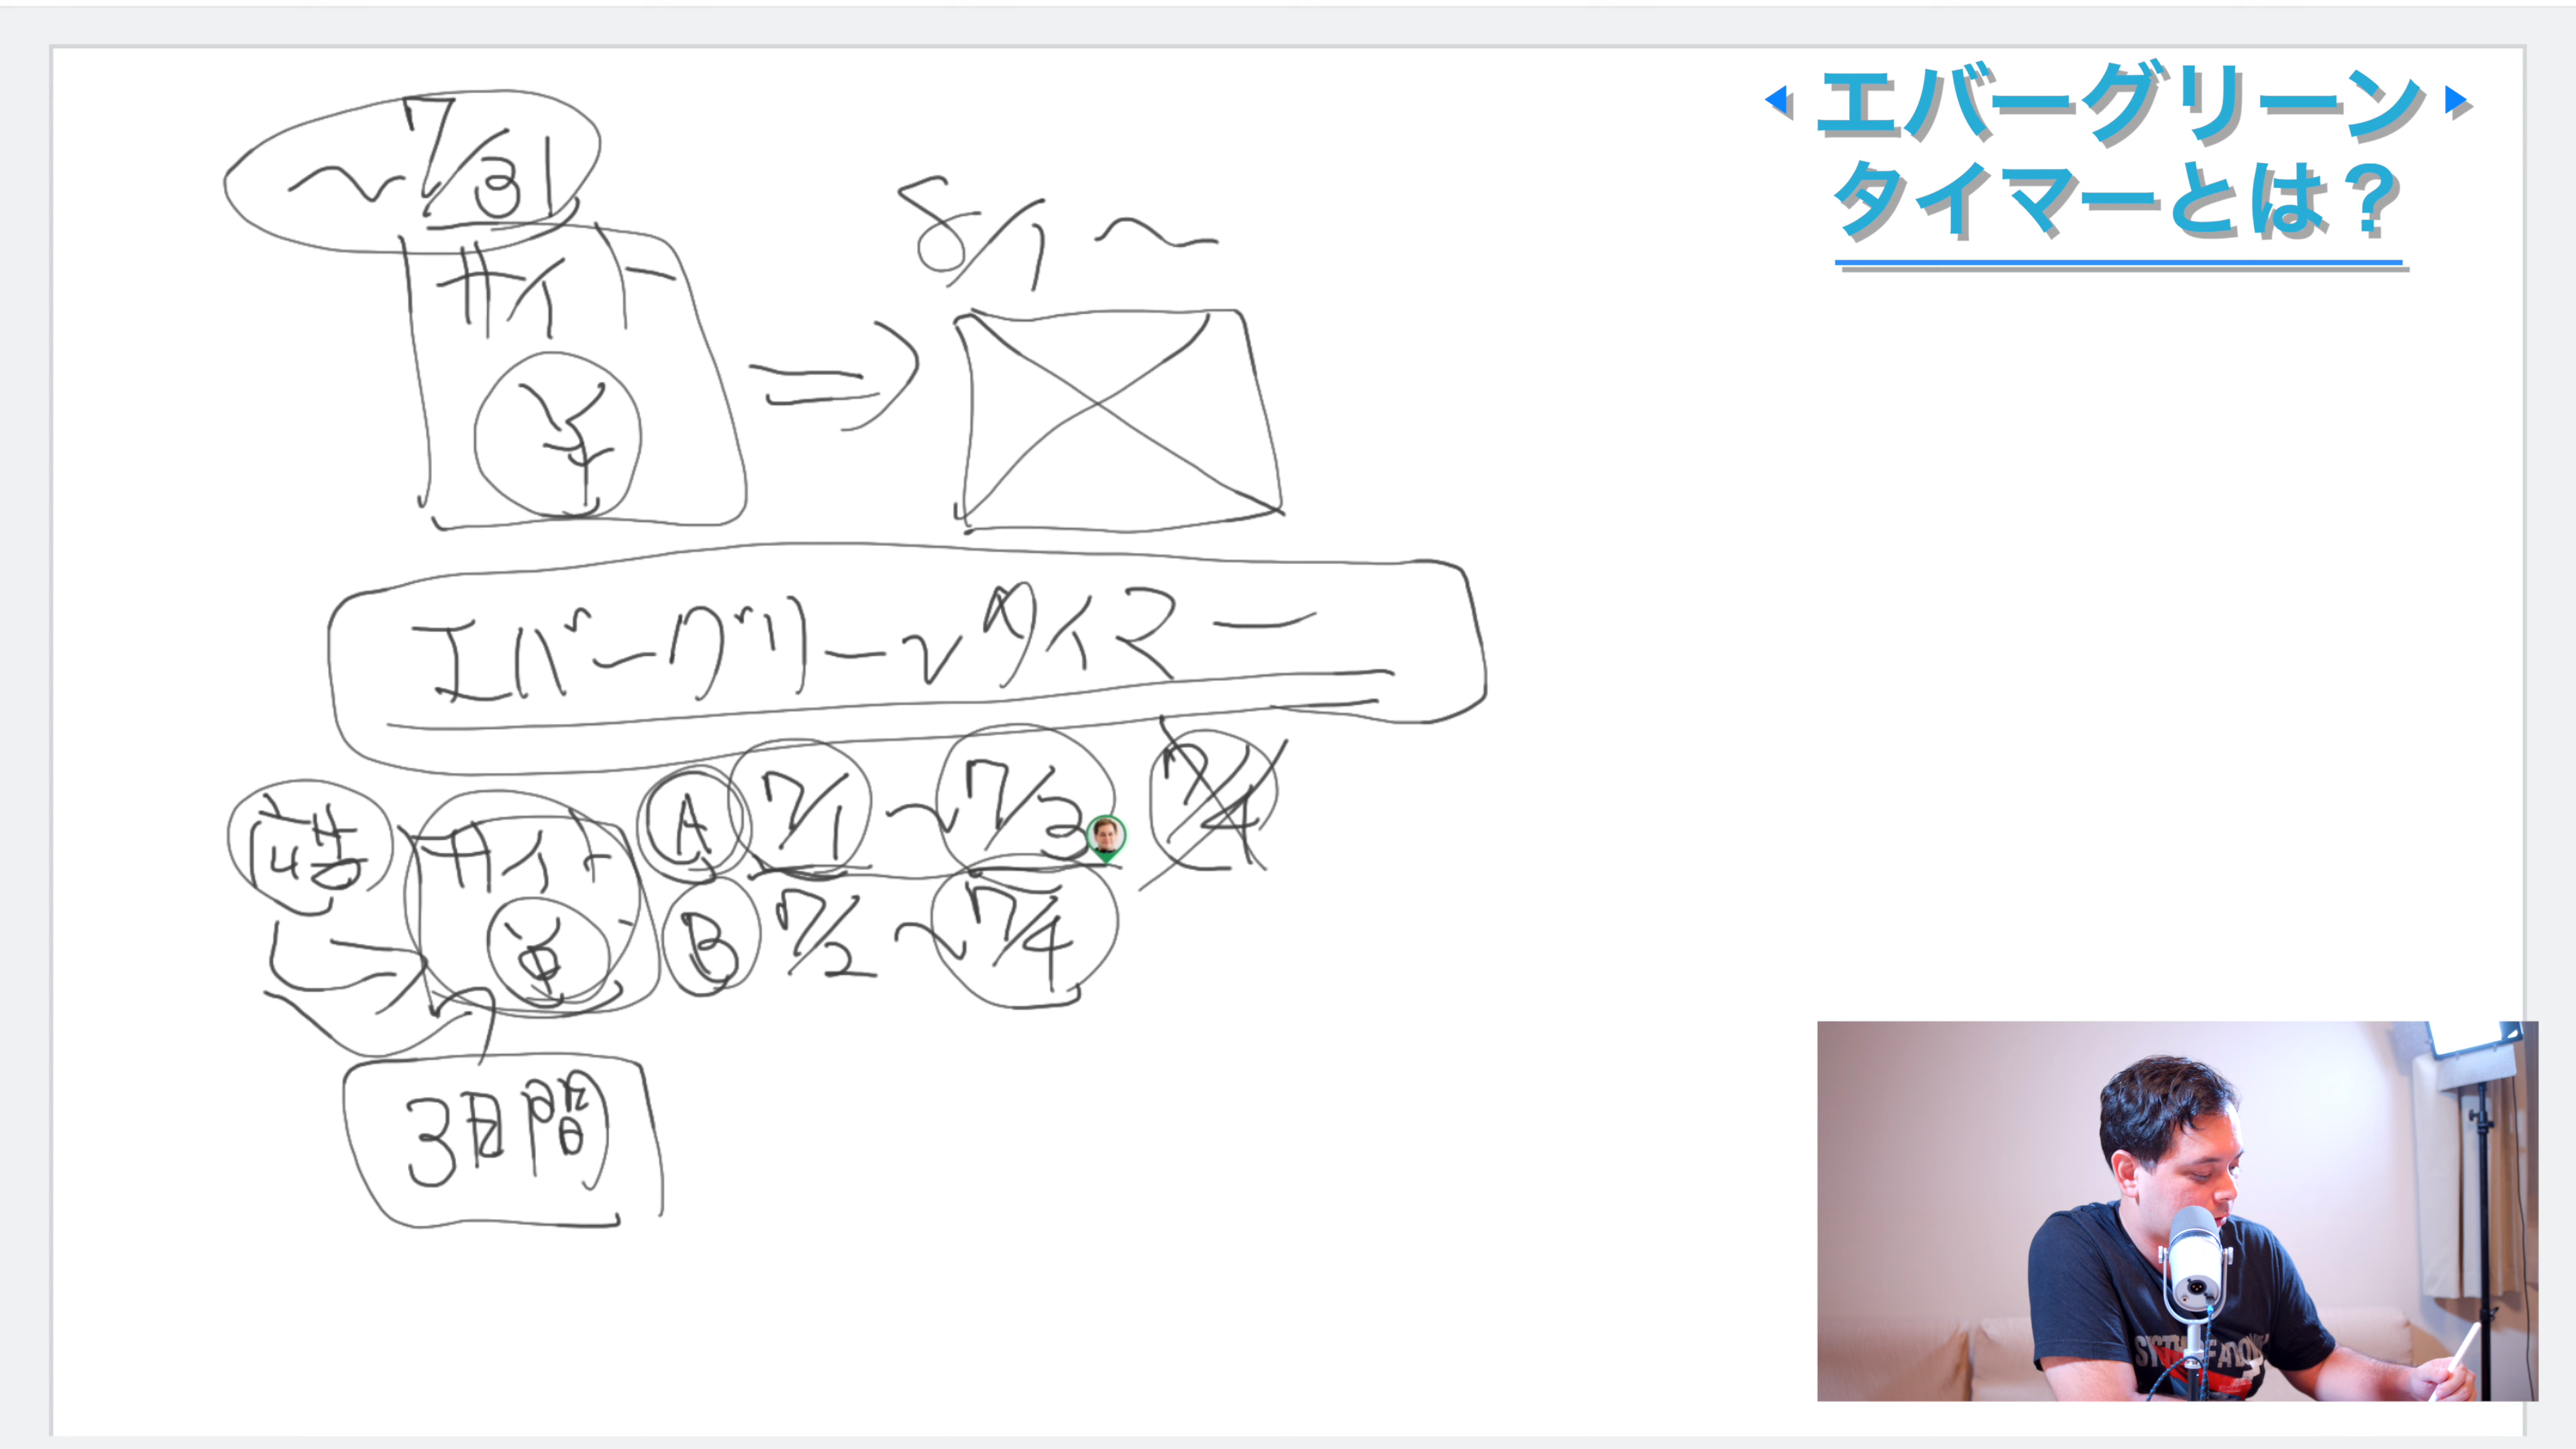 エバーグリーン
タイマーとは?
～7/31
8/1～
サイト
¥
エバーグリーンタイマー
A 7/1～7/3 7/4
サイト
¥
B 7/2～7/4
3日間